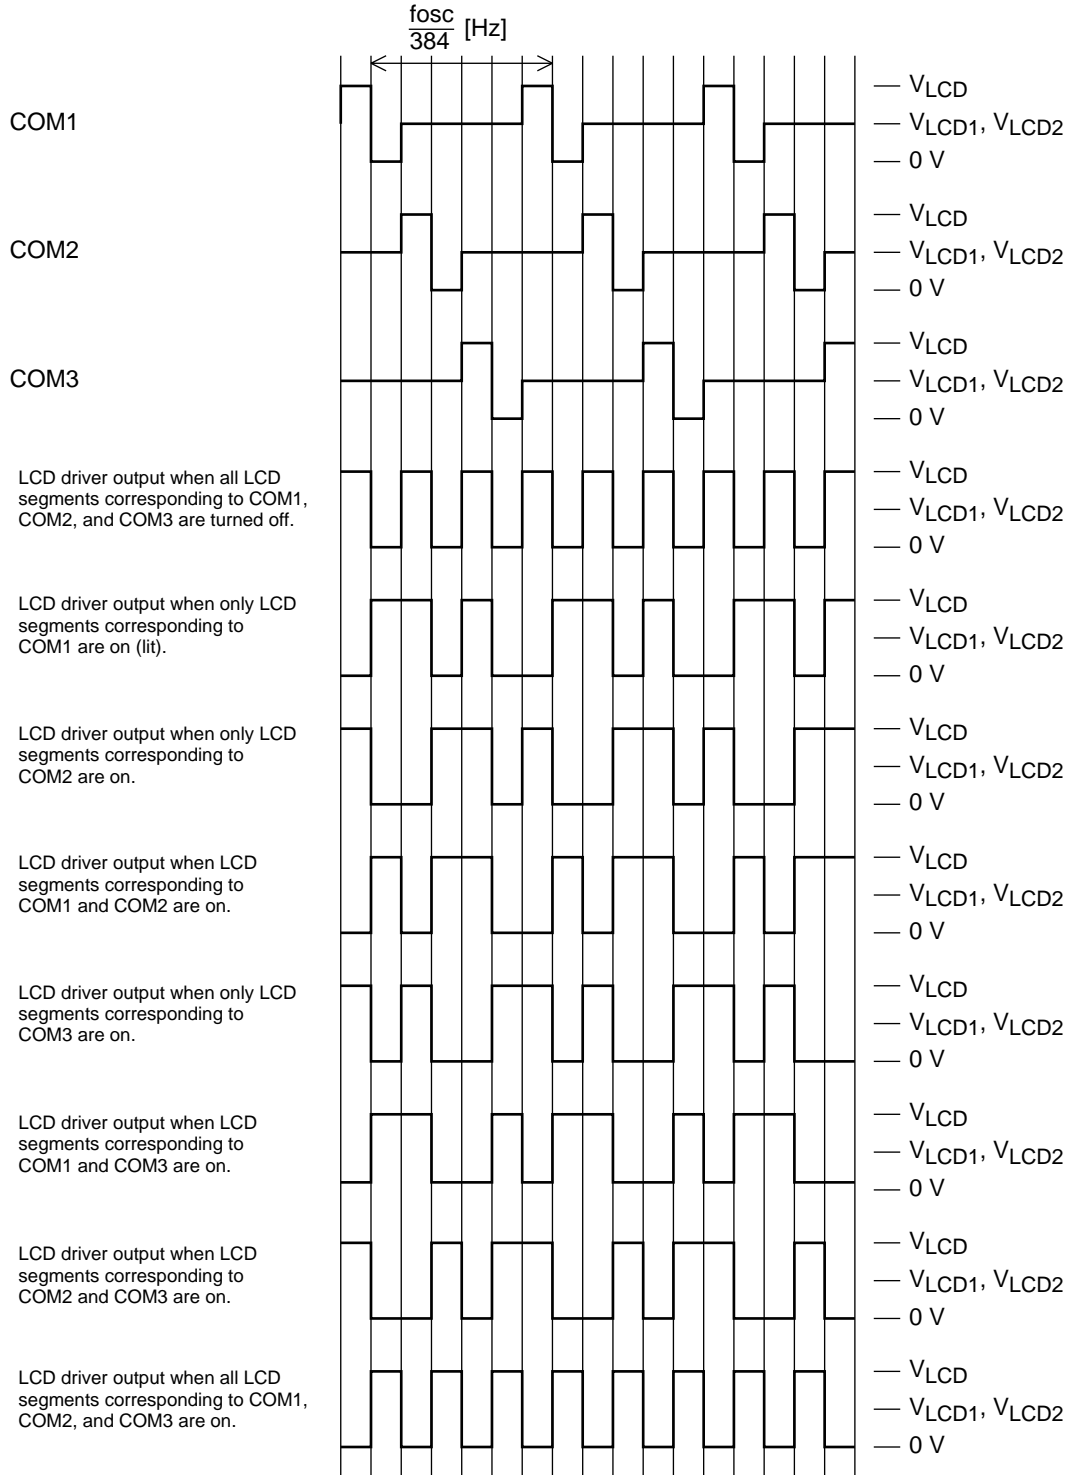 fosc
384 [Hz]
COM1
VLCD
VLCD1, VLCD2
0 V
COM2
VLCD
VLCD1, VLCD2
0 V
COM3
VLCD
VLCD1, VLCD2
0 V
LCD driver output when all LCD
segments corresponding to COM1,
COM2, and COM3 are turned off.
VLCD
VLCD1, VLCD2
0 V
LCD driver output when only LCD
segments corresponding to
COM1 are on (lit).
VLCD
VLCD1, VLCD2
0 V
LCD driver output when only LCD
segments corresponding to
COM2 are on.
VLCD
VLCD1, VLCD2
0 V
LCD driver output when LCD
segments corresponding to
COM1 and COM2 are on.
VLCD
VLCD1, VLCD2
0 V
LCD driver output when only LCD
segments corresponding to
COM3 are on.
VLCD
VLCD1, VLCD2
0 V
LCD driver output when LCD
segments corresponding to
COM1 and COM3 are on.
VLCD
VLCD1, VLCD2
0 V
LCD driver output when LCD
segments corresponding to
COM2 and COM3 are on.
VLCD
VLCD1, VLCD2
0 V
LCD driver output when all LCD
segments corresponding to COM1,
COM2, and COM3 are on.
VLCD
VLCD1, VLCD2
0 V